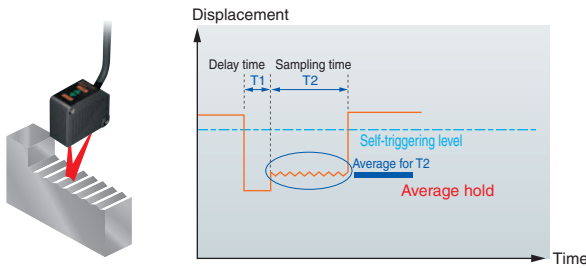 Displacement
Delay time
Sampling time
T1
T2
Self-triggering level
Average for T2
Average hold
Time